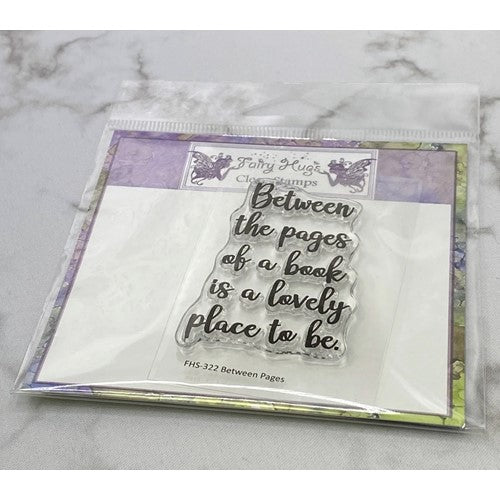 Fairy Hugs
Clear Stamps
Between
the pages
of a book
is a lovely
place to be.
FHS-322 Between Pages